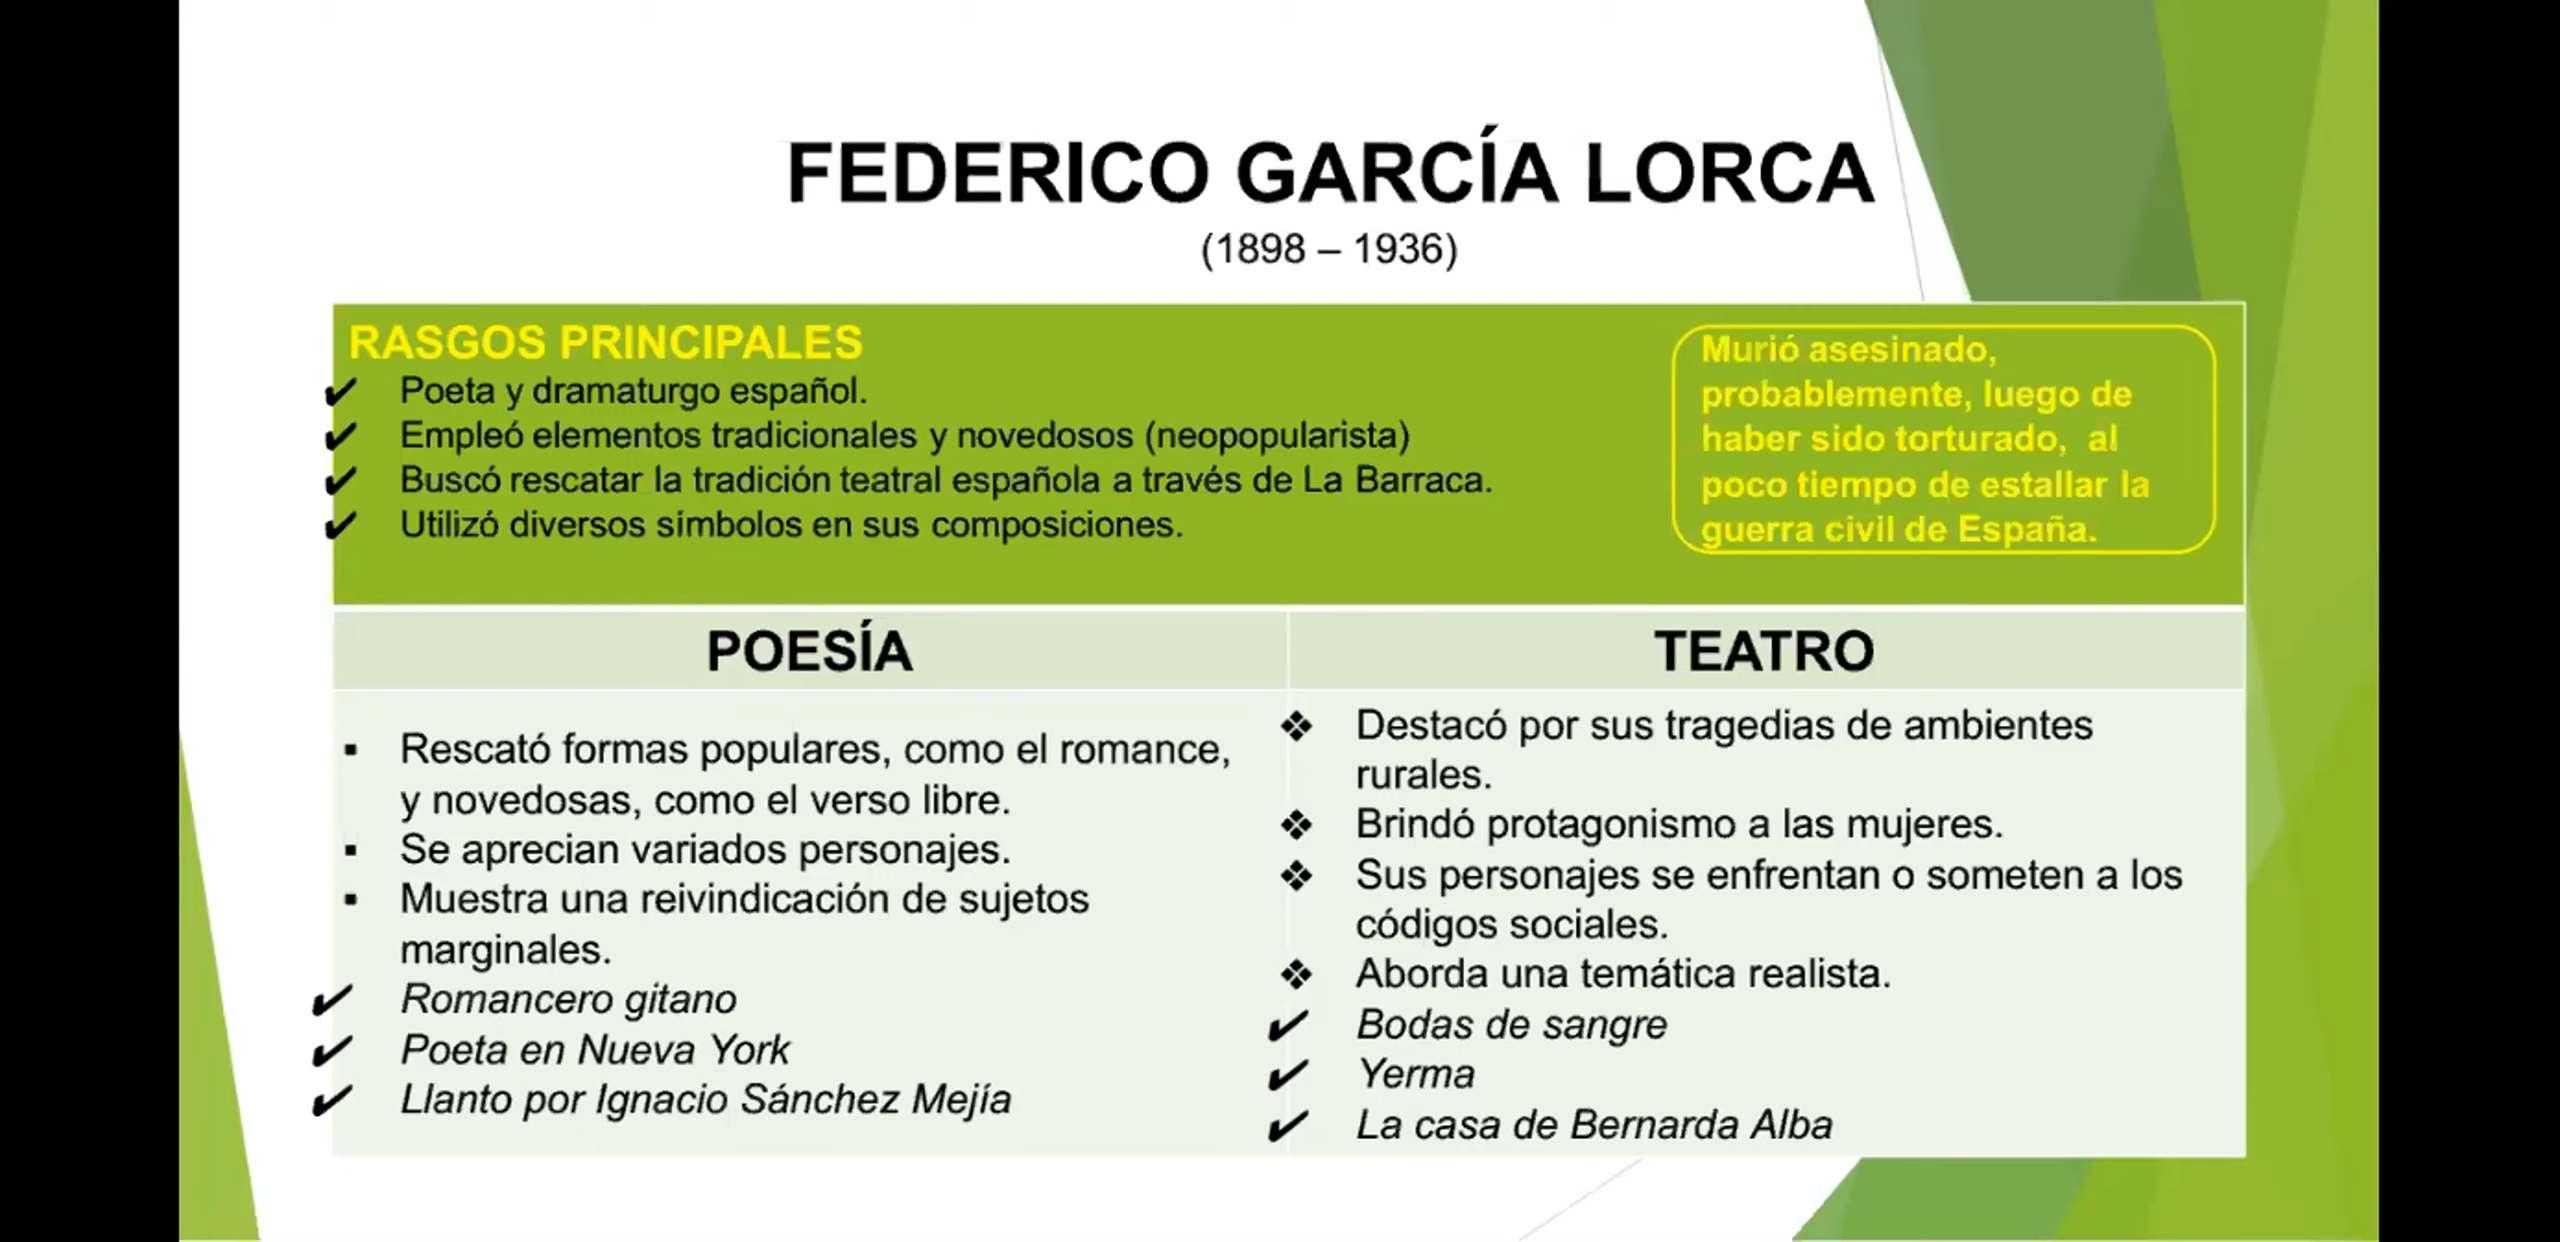 FEDERICO GARCÍA LORCA
(1898 – 1936)
RASGOS PRINCIPALES
✔ Poeta y dramaturgo español.
✔ Empleó elementos tradicionales y novedosos (neopopularista)
✔ Buscó rescatar la tradición teatral española a través de La Barraca.
✔ Utilizó diversos símbolos en sus composiciones.
Murió asesinado,
probablemente, luego de
haber sido torturado, al
poco tiempo de estallar la
guerra civil de España.
POESÍA
▪ Rescató formas populares, como el romance,
y novedosas, como el verso libre.
▪ Se aprecian variados personajes.
▪ Muestra una reivindicación de sujetos
marginales.
✔ Romancero gitano
✔ Poeta en Nueva York
✔ Llanto por Ignacio Sánchez Mejía
TEATRO
❖ Destacó por sus tragedias de ambientes
rurales.
❖ Brindó protagonismo a las mujeres.
❖ Sus personajes se enfrentan o someten a los
códigos sociales.
❖ Aborda una temática realista.
✔ Bodas de sangre
✔ Yerma
✔ La casa de Bernarda Alba